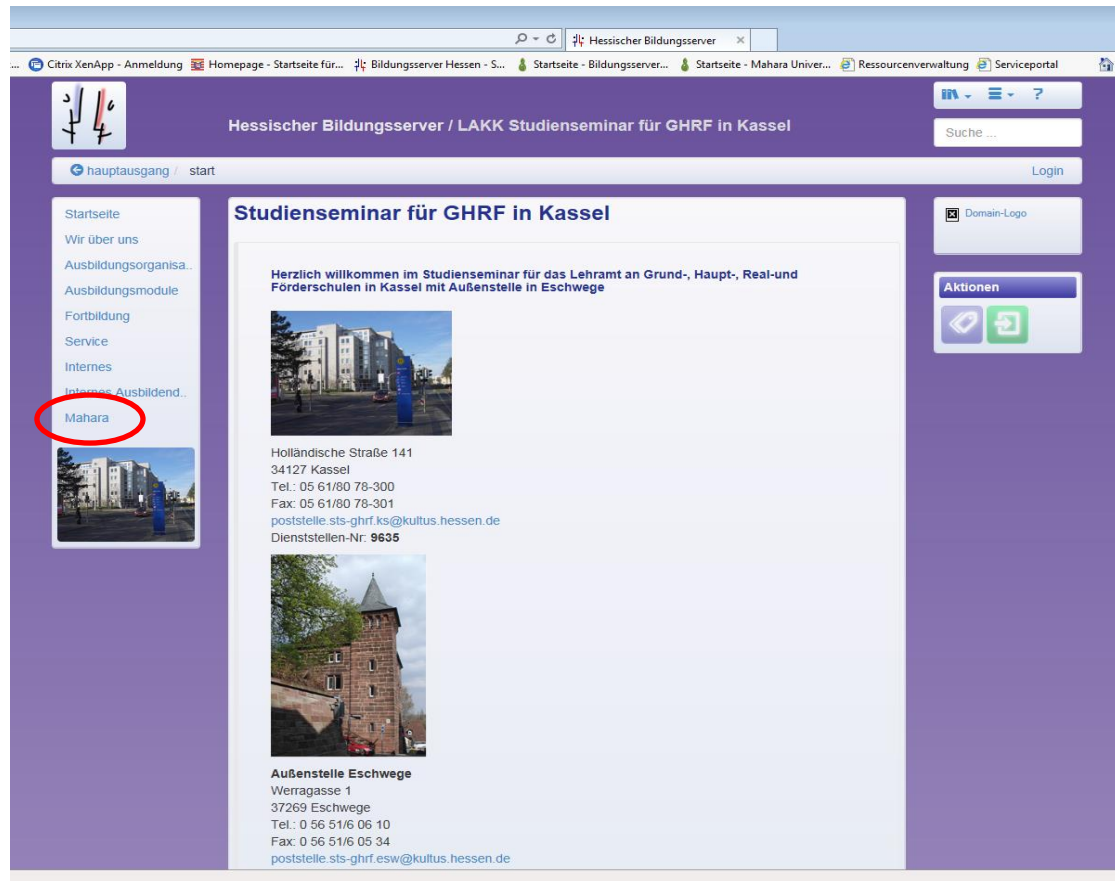 Hessischer Bildungsserver
... Citrix XenApp - Anmeldung Homepage - Startseite für... Bildungsserver Hessen - S... Startseite - Bildungsserver... Startseite - Mahara Univer... Ressourcenverwaltung Serviceportal
Hessischer Bildungsserver / LAKK Studienseminar für GHRF in Kassel
?
Suche ...
hauptausgang / start
Login
Startseite
Wir über uns
Ausbildungsorganisa..
Ausbildungsmodule
Fortbildung
Service
Internes
Internes Ausbildend..
Mahara
Studienseminar für GHRF in Kassel
Herzlich willkommen im Studienseminar für das Lehramt an Grund-, Haupt-, Real-und
Förderschulen in Kassel mit Außenstelle in Eschwege
Holländische Straße 141
34127 Kassel
Tel.: 05 61/80 78-300
Fax: 05 61/80 78-301
poststelle.sts-ghrf.ks@kultus.hessen.de
Dienststellen-Nr: 9635
Außenstelle Eschwege
Werragasse 1
37269 Eschwege
Tel.: 0 56 51/6 06 10
Fax: 0 56 51/6 05 34
poststelle.sts-ghrf.esw@kultus.hessen.de
Domain-Logo
Aktionen